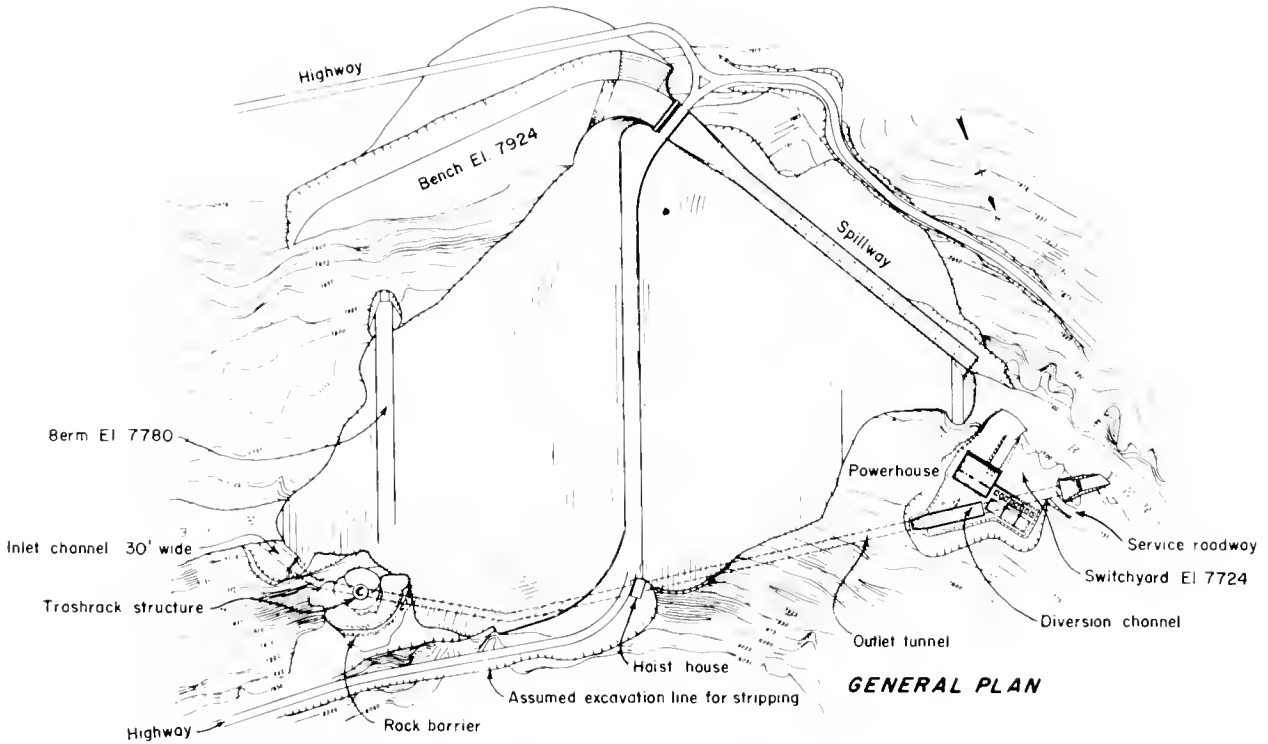 Highway
Bench El. 7924
Spillway
Berm El 7780
Powerhouse
Inlet channel 30' wide
Service roadway
Trashrack structure
Switchyard El 7724
Diversion channel
Outlet tunnel
Hoist house
GENERAL PLAN
Assumed excavation line for stripping
Rock barrier
Highway